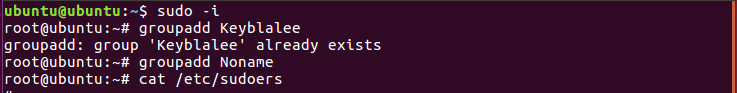 ubuntu@ubuntu:~$ sudo -i
root@ubuntu:~# groupadd Keyblalee
groupadd: group 'Keyblalee' already exists
root@ubuntu:~# groupadd Noname
root@ubuntu:~# cat /etc/sudoers